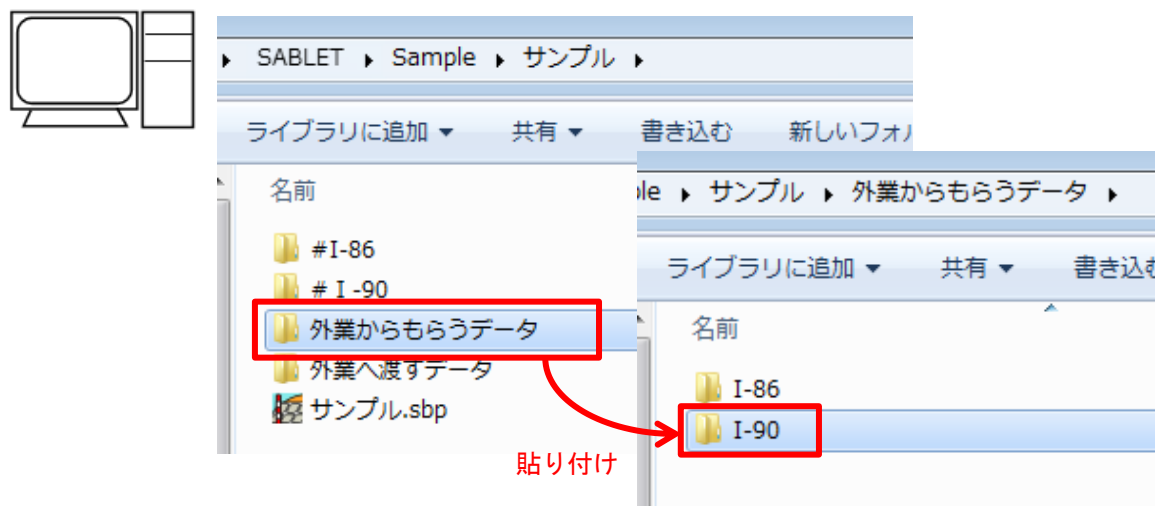 SABLET ▸ Sample ▸ サンプル ▸
ライブラリに追加 ▼ 共有 ▼ 書き込む 新しいフォル
名前
#I-86
#Ｉ-90
外業からもらうデータ
外業へ渡すデータ
サンプル.sbp
貼り付け
le ▸ サンプル ▸ 外業からもらうデータ ▸
ライブラリに追加 ▼ 共有 ▼ 書き込む
名前
I-86
I-90